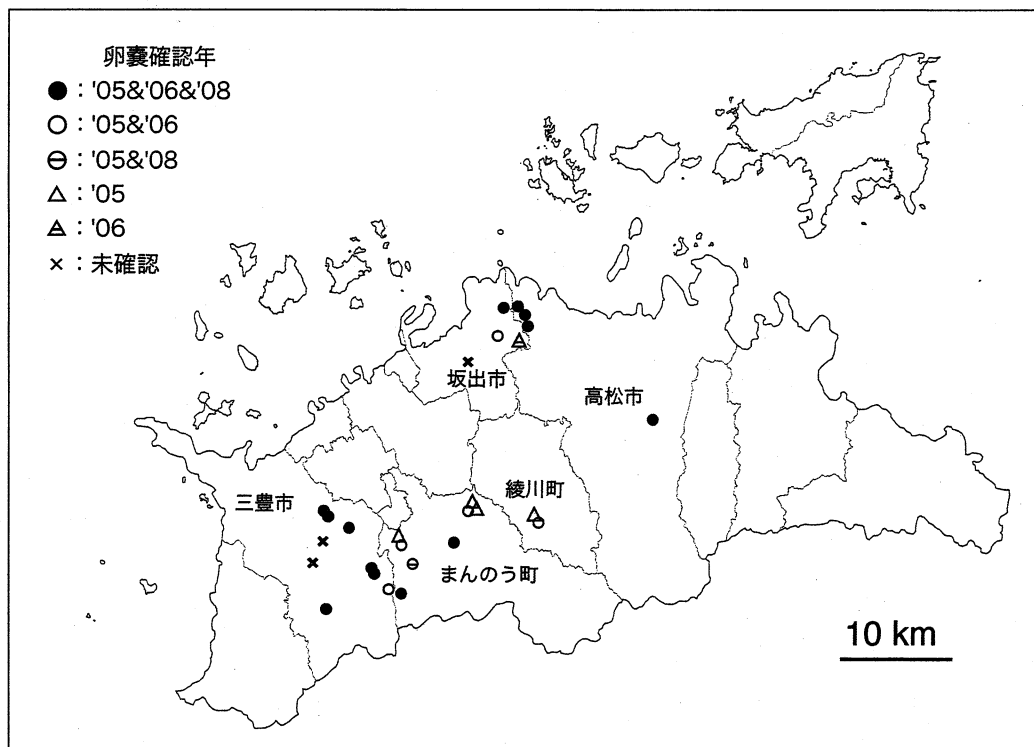 卵嚢確認年
● : '05&'06&'08
○ : '05&'06
⊖ : '05&'08
△ : '05
◬ : '06
× : 未確認
坂出市
高松市
綾川町
三豊市
まんのう町
10 km